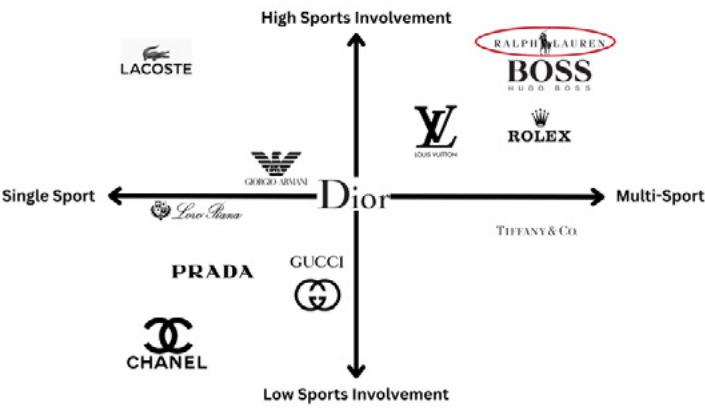 High Sports Involvement
LACOSTE
RALPH LAUREN
BOSS
HUGO BOSS
LV
LOUIS VUITTON
ROLEX
GIORGIO ARMANI
Single Sport
Dior
Multi-Sport
Loro Piana
TIFFANY & CO.
PRADA
GUCCI
CHANEL
Low Sports Involvement